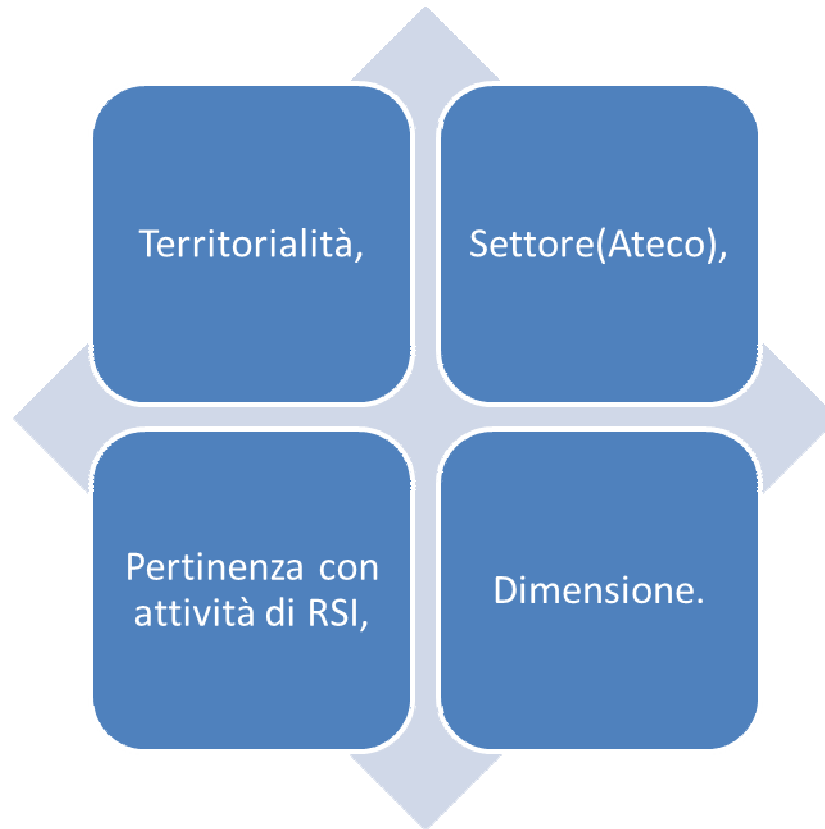 Territorialità,
Settore(Ateco),
Pertinenza con
attività di RSI,
Dimensione.